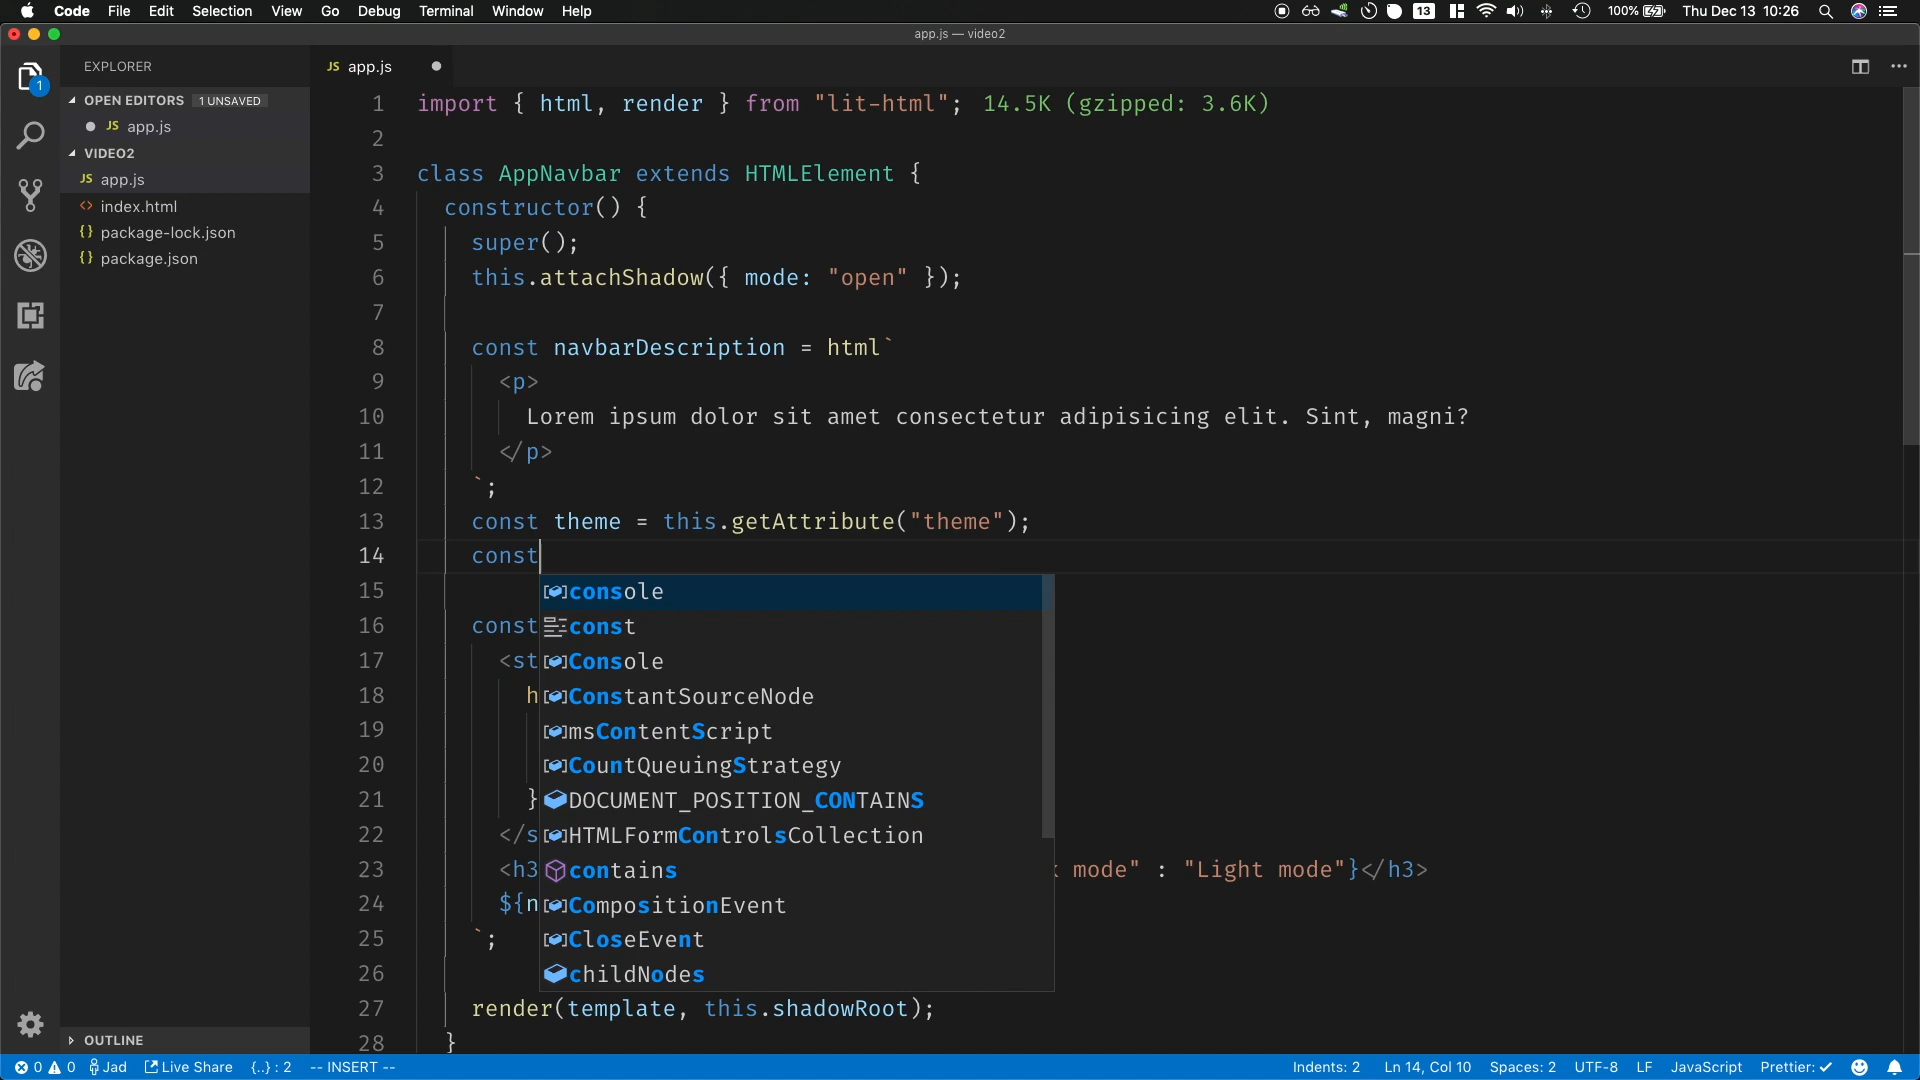 Code File Edit Selection View Go Debug Terminal Window Help
13 100% Thu Dec 13 10:26
app.js — video2
EXPLORER
OPEN EDITORS 1 UNSAVED
JS app.js
VIDEO2
JS app.js
<> index.html
{} package-lock.json
{} package.json
OUTLINE
1
JS app.js
1 import { html, render } from "lit-html"; 14.5K (gzipped: 3.6K)
2
3 class AppNavbar extends HTMLElement {
4 constructor() {
5 super();
6 this.attachShadow({ mode: "open" });
7
8 const navbarDescription = html`
9 <p>
10 Lorem ipsum dolor sit amet consectetur adipisicing elit. Sint, magni?
11 </p>
12 `;
13 const theme = this.getAttribute("theme");
14 const
15
16 const
17 <st
18 h
19
20
21 }
22 </s
23 <h3 mode" : "Light mode"}</h3>
24 ${n
25 `;
26
27 render(template, this.shadowRoot);
28 }
console
const
Console
ConstantSourceNode
msContentScript
CountQueuingStrategy
DOCUMENT_POSITION_CONTAINS
HTMLFormControlsCollection
contains
CompositionEvent
CloseEvent
childNodes
0 0 Jad Live Share {..} : 2 -- INSERT -- Indents: 2 Ln 14, Col 10 Spaces: 2 UTF-8 LF JavaScript Prettier: ✓